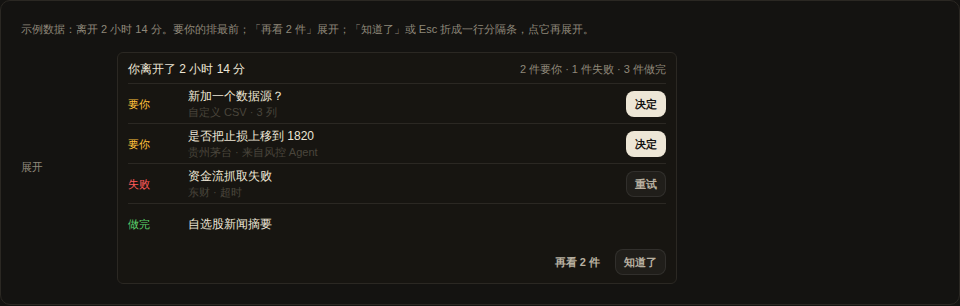 示例数据：离开 2 小时 14 分。要你的排最前；「再看 2 件」展开；「知道了」或 Esc 折成一行分隔条，点它再展开。
你离开了 2 小时 14 分
2 件要你 · 1 件失败 · 3 件做完
要你
新加一个数据源？
自定义 CSV · 3 列
决定
要你
是否把止损上移到 1820
贵州茅台 · 来自风控 Agent
决定
展开
失败
资金流抓取失败
东财 · 超时
重试
做完
自选股新闻摘要
再看 2 件
知道了